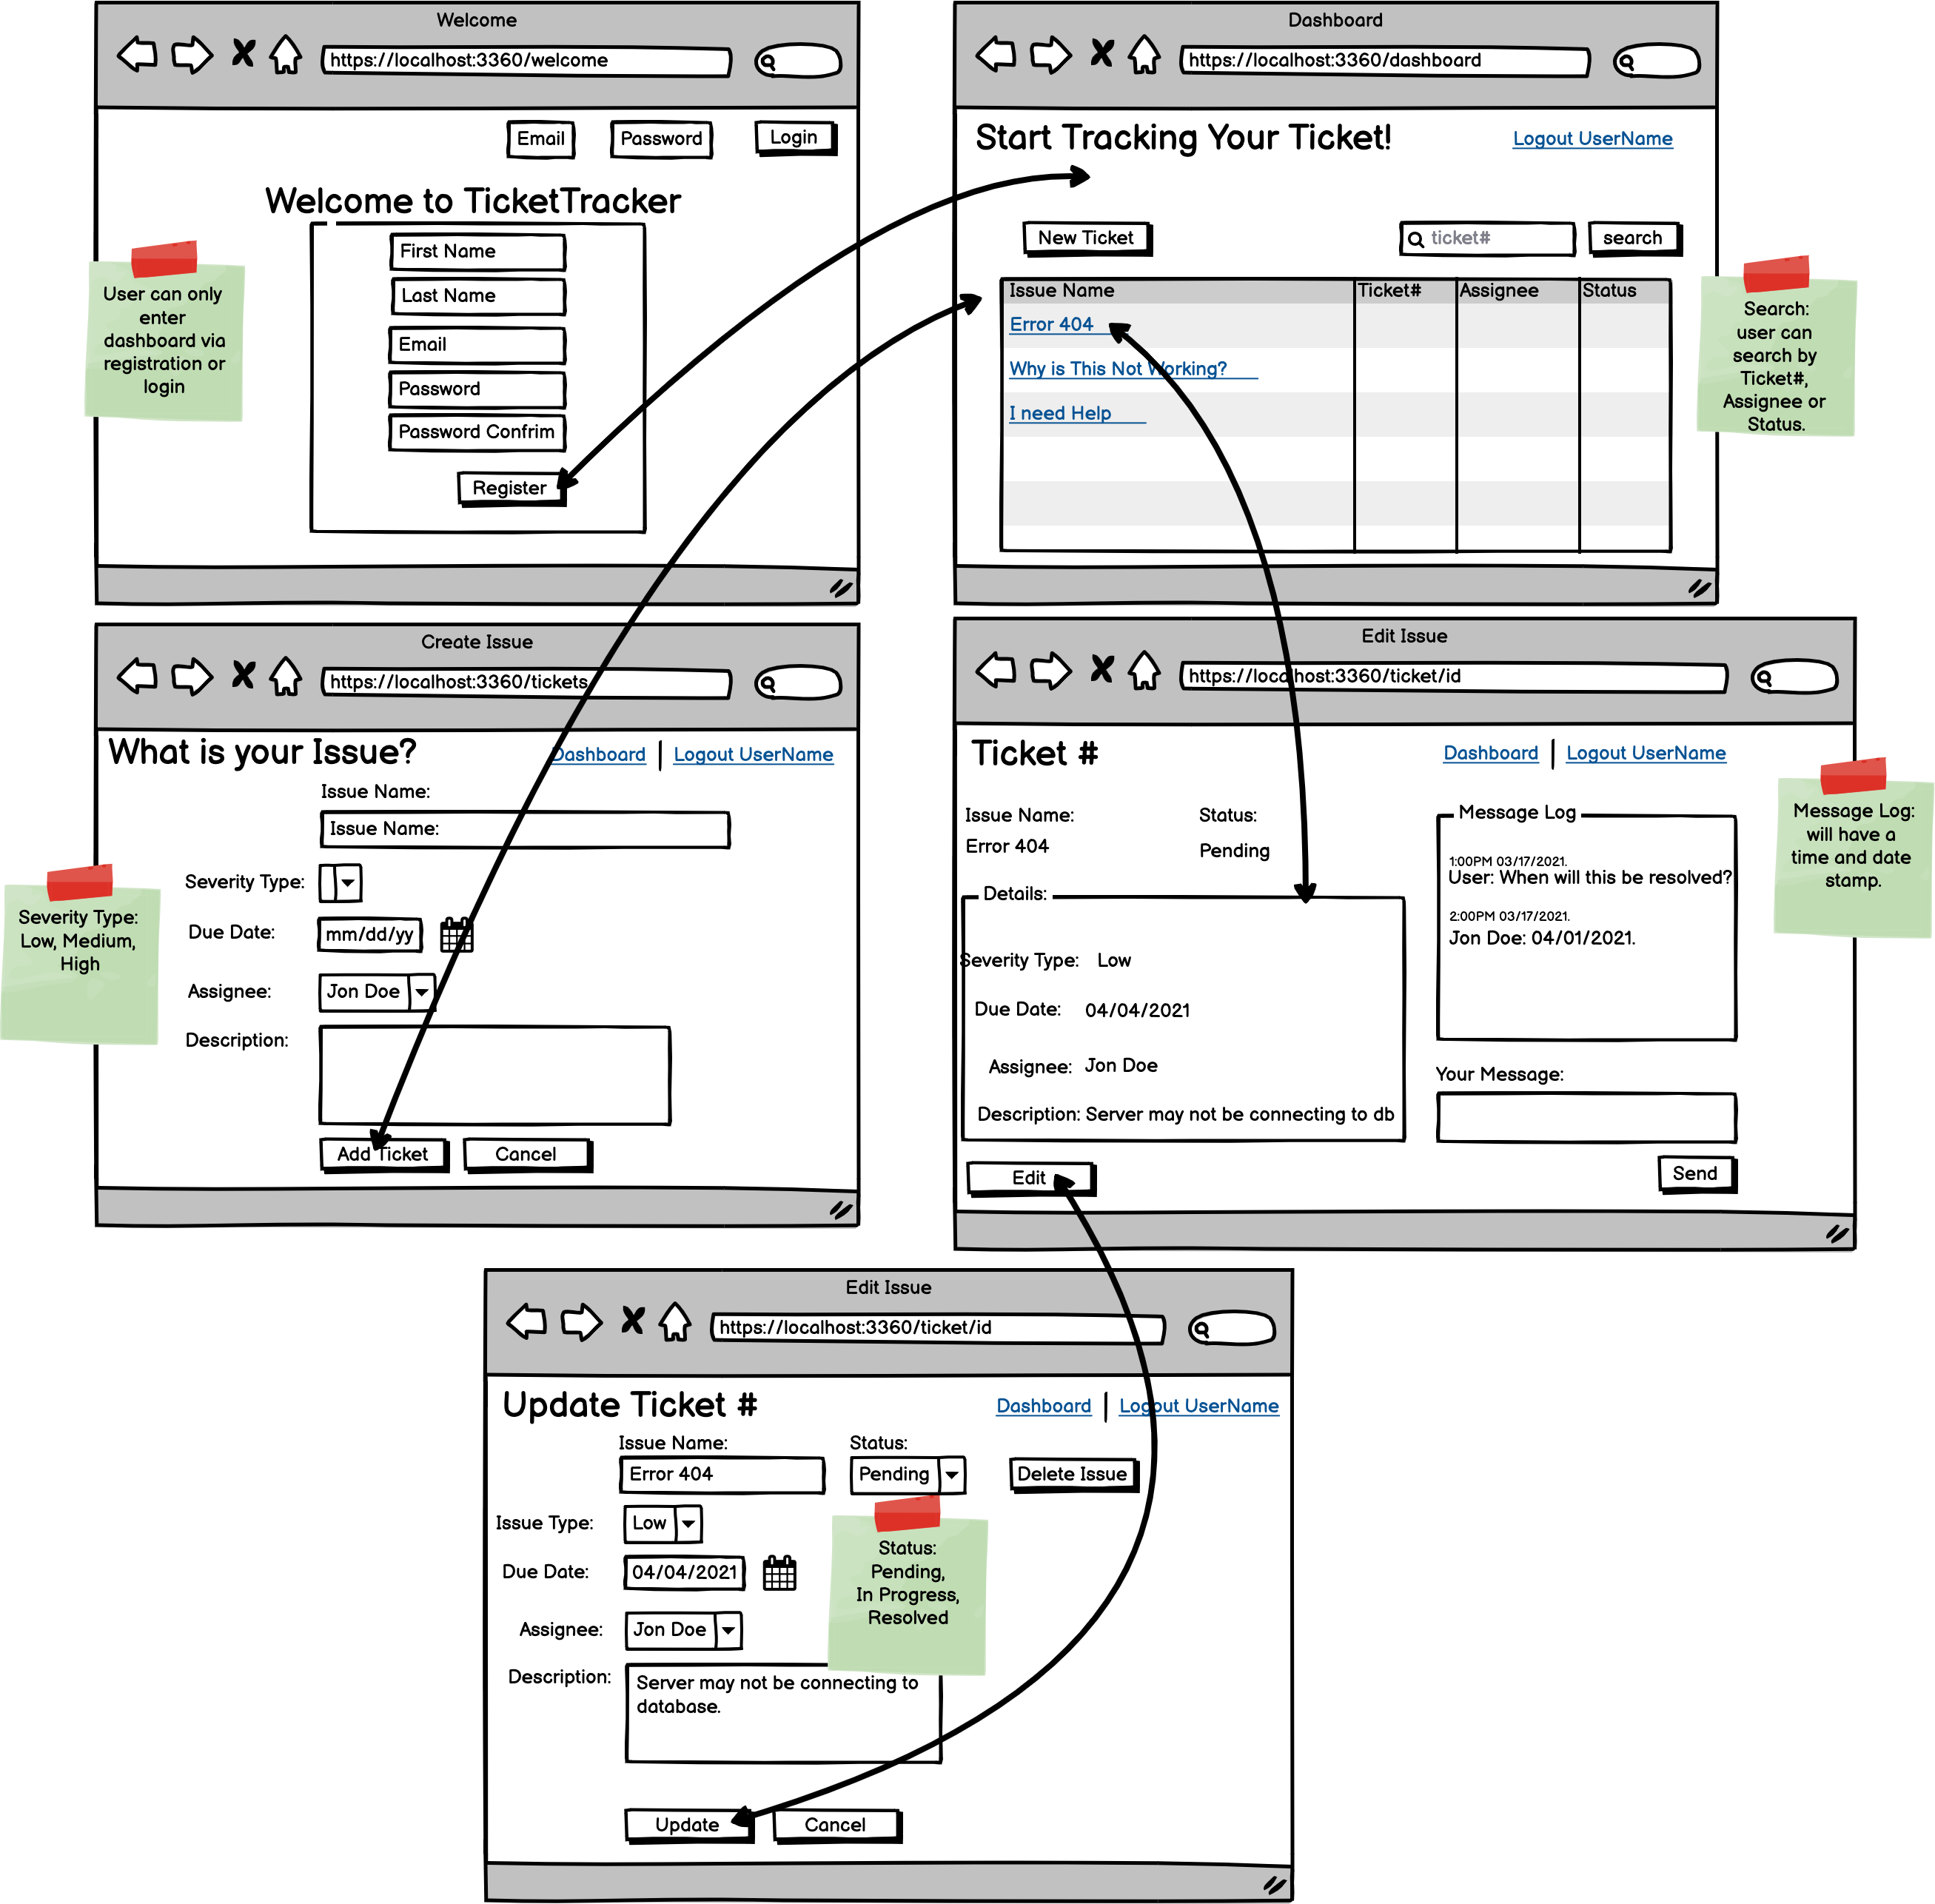 Welcome
https://localhost:3360/welcome
Email
Password
Login
Welcome to TicketTracker
First Name
Last Name
Email
Password
Password Confrim
Register
User can only
enter
dashboard via
registration or
login
Dashboard
https://localhost:3360/dashboard
Start Tracking Your Ticket!
Logout UserName
New Ticket
ticket#
search
Issue Name
Ticket#
Assignee
Status
Error 404
Why is This Not Working?
I need Help
Search:
user can
search by
Ticket#,
Assignee or
Status.
Create Issue
https://localhost:3360/tickets
What is your Issue?
Dashboard
Logout UserName
Issue Name:
Issue Name:
Severity Type:
Due Date:
mm/dd/yy
Assignee:
Jon Doe
Description:
Add Ticket
Cancel
Severity Type:
Low, Medium,
High
Edit Issue
https://localhost:3360/ticket/id
Ticket #
Dashboard
Logout UserName
Issue Name:
Error 404
Status:
Pending
Details:
Severity Type: Low
Due Date: 04/04/2021
Assignee: Jon Doe
Description: Server may not be connecting to db
Edit
Message Log
1:00PM 03/17/2021.
User: When will this be resolved?
2:00PM 03/17/2021.
Jon Doe: 04/01/2021.
Your Message:
Send
Message Log:
will have a
time and date
stamp.
Edit Issue
https://localhost:3360/ticket/id
Update Ticket #
Dashboard
Logout UserName
Issue Name:
Error 404
Status:
Pending
Delete Issue
Issue Type:
Low
Due Date:
04/04/2021
Assignee:
Jon Doe
Description:
Server may not be connecting to
database.
Status:
Pending,
In Progress,
Resolved
Update
Cancel